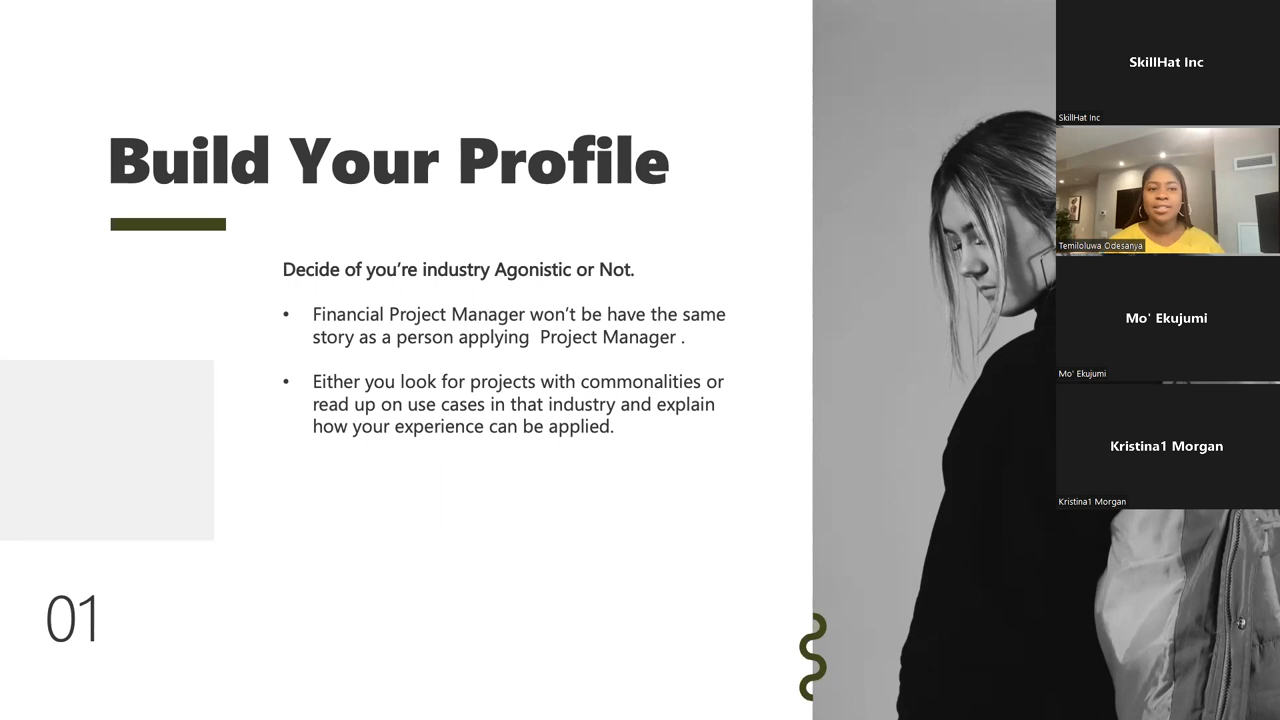 Build Your Profile
Decide of you're industry Agonistic or Not.
• Financial Project Manager won't be have the same
story as a person applying  Project Manager .
• Either you look for projects with commonalities or
read up on use cases in that industry and explain
how your experience can be applied.
01
SkillHat Inc
SkillHat Inc
Temiloluwa Odesanya
Mo' Ekujumi
Mo' Ekujumi
Kristina1 Morgan
Kristina1 Morgan